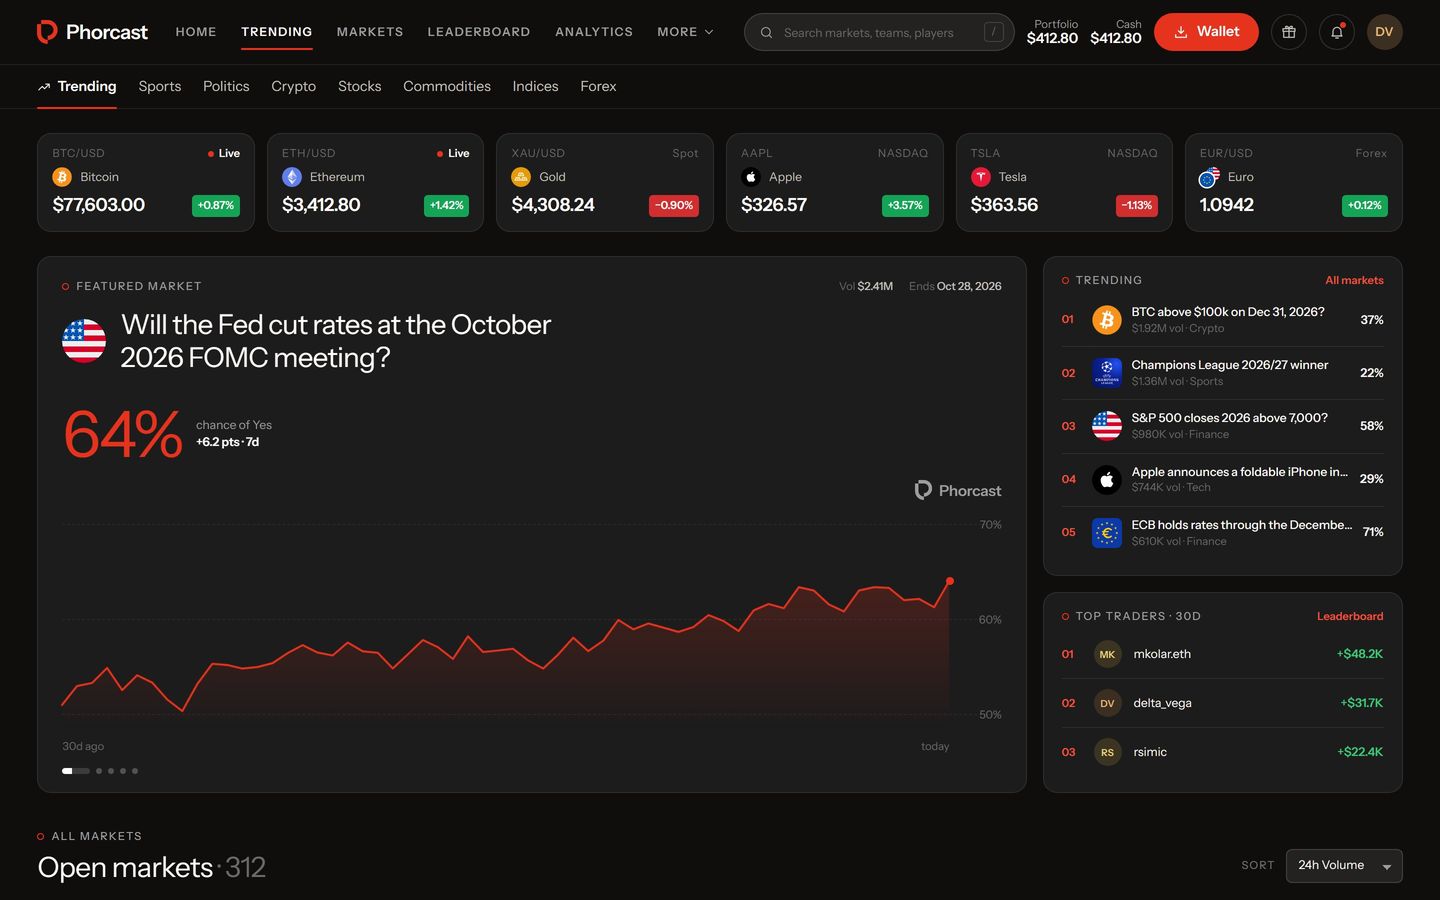 Phorcast
HOME
TRENDING
MARKETS
LEADERBOARD
ANALYTICS
MORE
Search markets, teams, players
/
Portfolio
$412.80
Cash
$412.80
Wallet
DV
Trending
Sports
Politics
Crypto
Stocks
Commodities
Indices
Forex
BTC/USD
Live
Bitcoin
$77,603.00
+0.87%
ETH/USD
Live
Ethereum
$3,412.80
+1.42%
XAU/USD
Spot
Gold
$4,308.24
−0.90%
AAPL
NASDAQ
Apple
$326.57
+3.57%
TSLA
NASDAQ
Tesla
$363.56
−1.13%
EUR/USD
Forex
Euro
1.0942
+0.12%
FEATURED MARKET
Vol $2.41M
Ends Oct 28, 2026
Will the Fed cut rates at the October
2026 FOMC meeting?
64%
chance of Yes
+6.2 pts · 7d
Phorcast
70%
60%
50%
30d ago
today
TRENDING
All markets
01
BTC above $100k on Dec 31, 2026?
$1.92M vol · Crypto
37%
02
Champions League 2026/27 winner
$1.36M vol · Sports
22%
03
S&P 500 closes 2026 above 7,000?
$980K vol · Finance
58%
04
Apple announces a foldable iPhone in...
$744K vol · Tech
29%
05
ECB holds rates through the Decembe...
$610K vol · Finance
71%
TOP TRADERS · 30D
Leaderboard
01
MK
mkolar.eth
+$48.2K
02
DV
delta_vega
+$31.7K
03
RS
rsimic
+$22.4K
ALL MARKETS
Open markets · 312
SORT
24h Volume